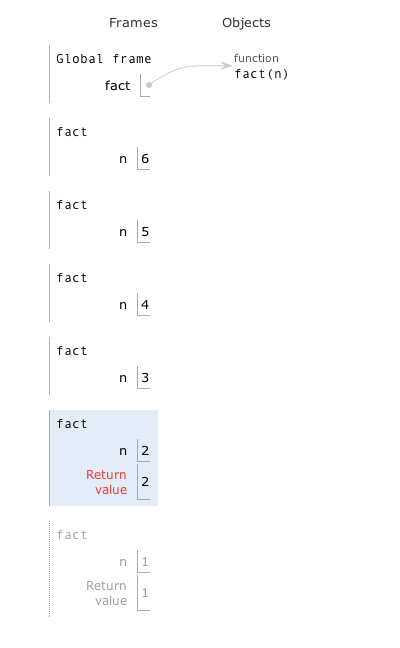 Frames Objects
Global frame
fact
function
fact(n)
fact
n 6
fact
n 5
fact
n 4
fact
n 3
fact
n 2
Return
value 2
fact
n 1
Return
value 1